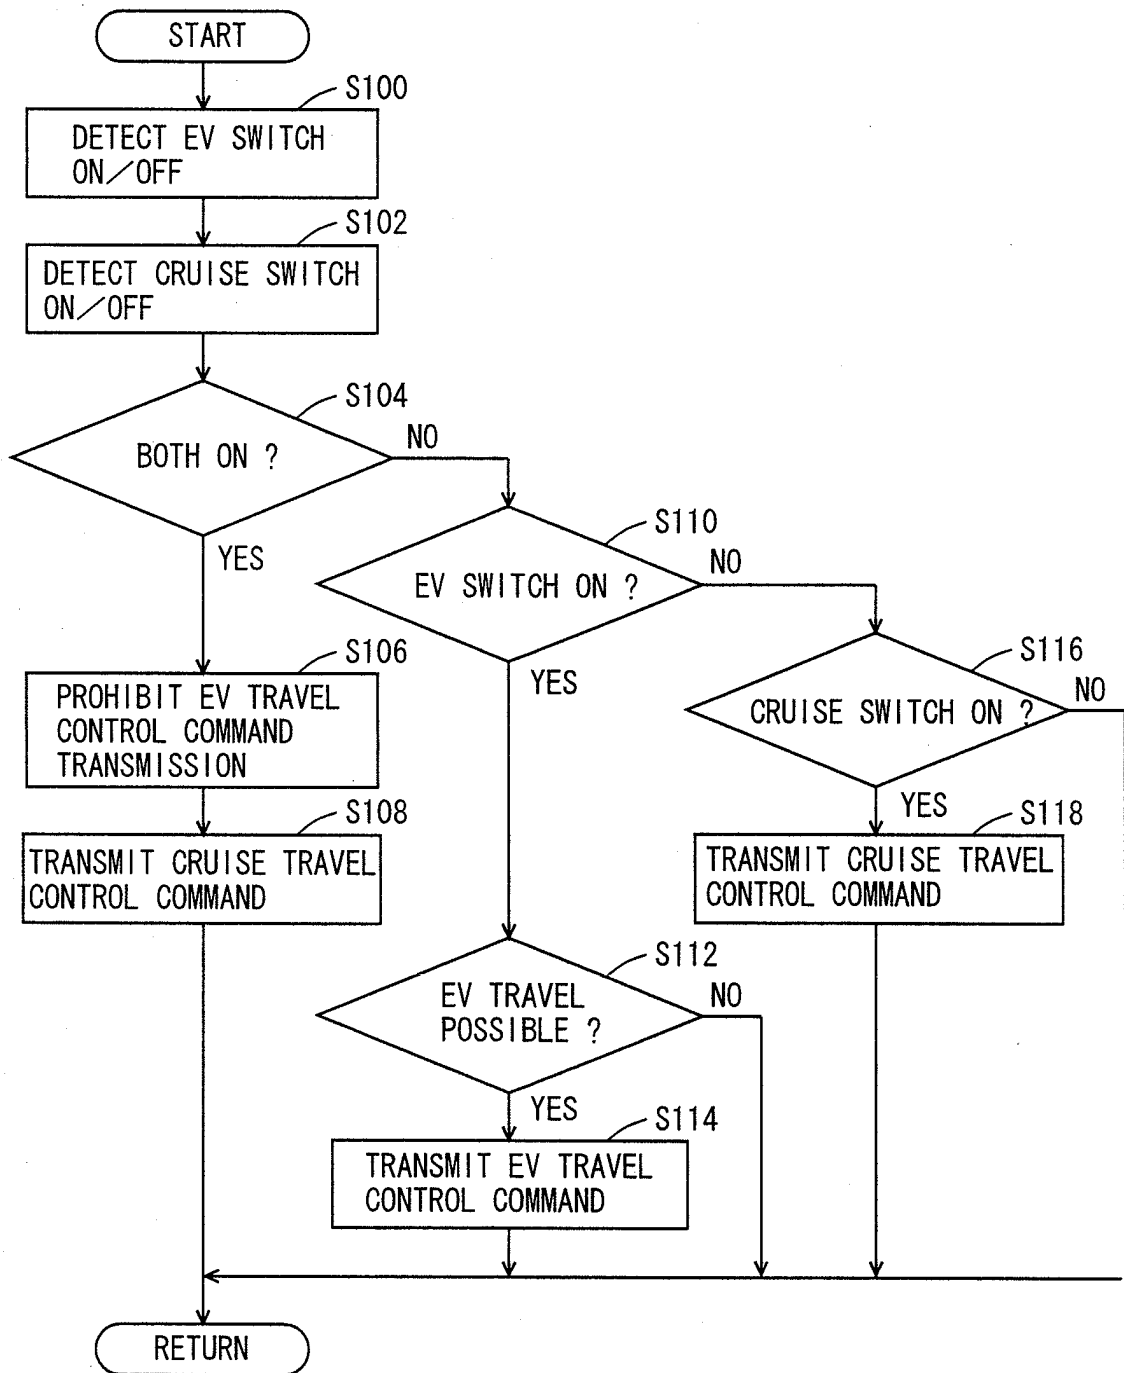 START
S100
DETECT EV SWITCH
ON/OFF
S102
DETECT CRUISE SWITCH
ON/OFF
S104
BOTH ON ?
NO
YES
S110
EV SWITCH ON ?
NO
YES
S106
PROHIBIT EV TRAVEL
CONTROL COMMAND
TRANSMISSION
S116
CRUISE SWITCH ON ?
NO
YES
S108
TRANSMIT CRUISE TRAVEL
CONTROL COMMAND
S118
TRANSMIT CRUISE TRAVEL
CONTROL COMMAND
S112
EV TRAVEL
POSSIBLE ?
NO
YES
S114
TRANSMIT EV TRAVEL
CONTROL COMMAND
RETURN